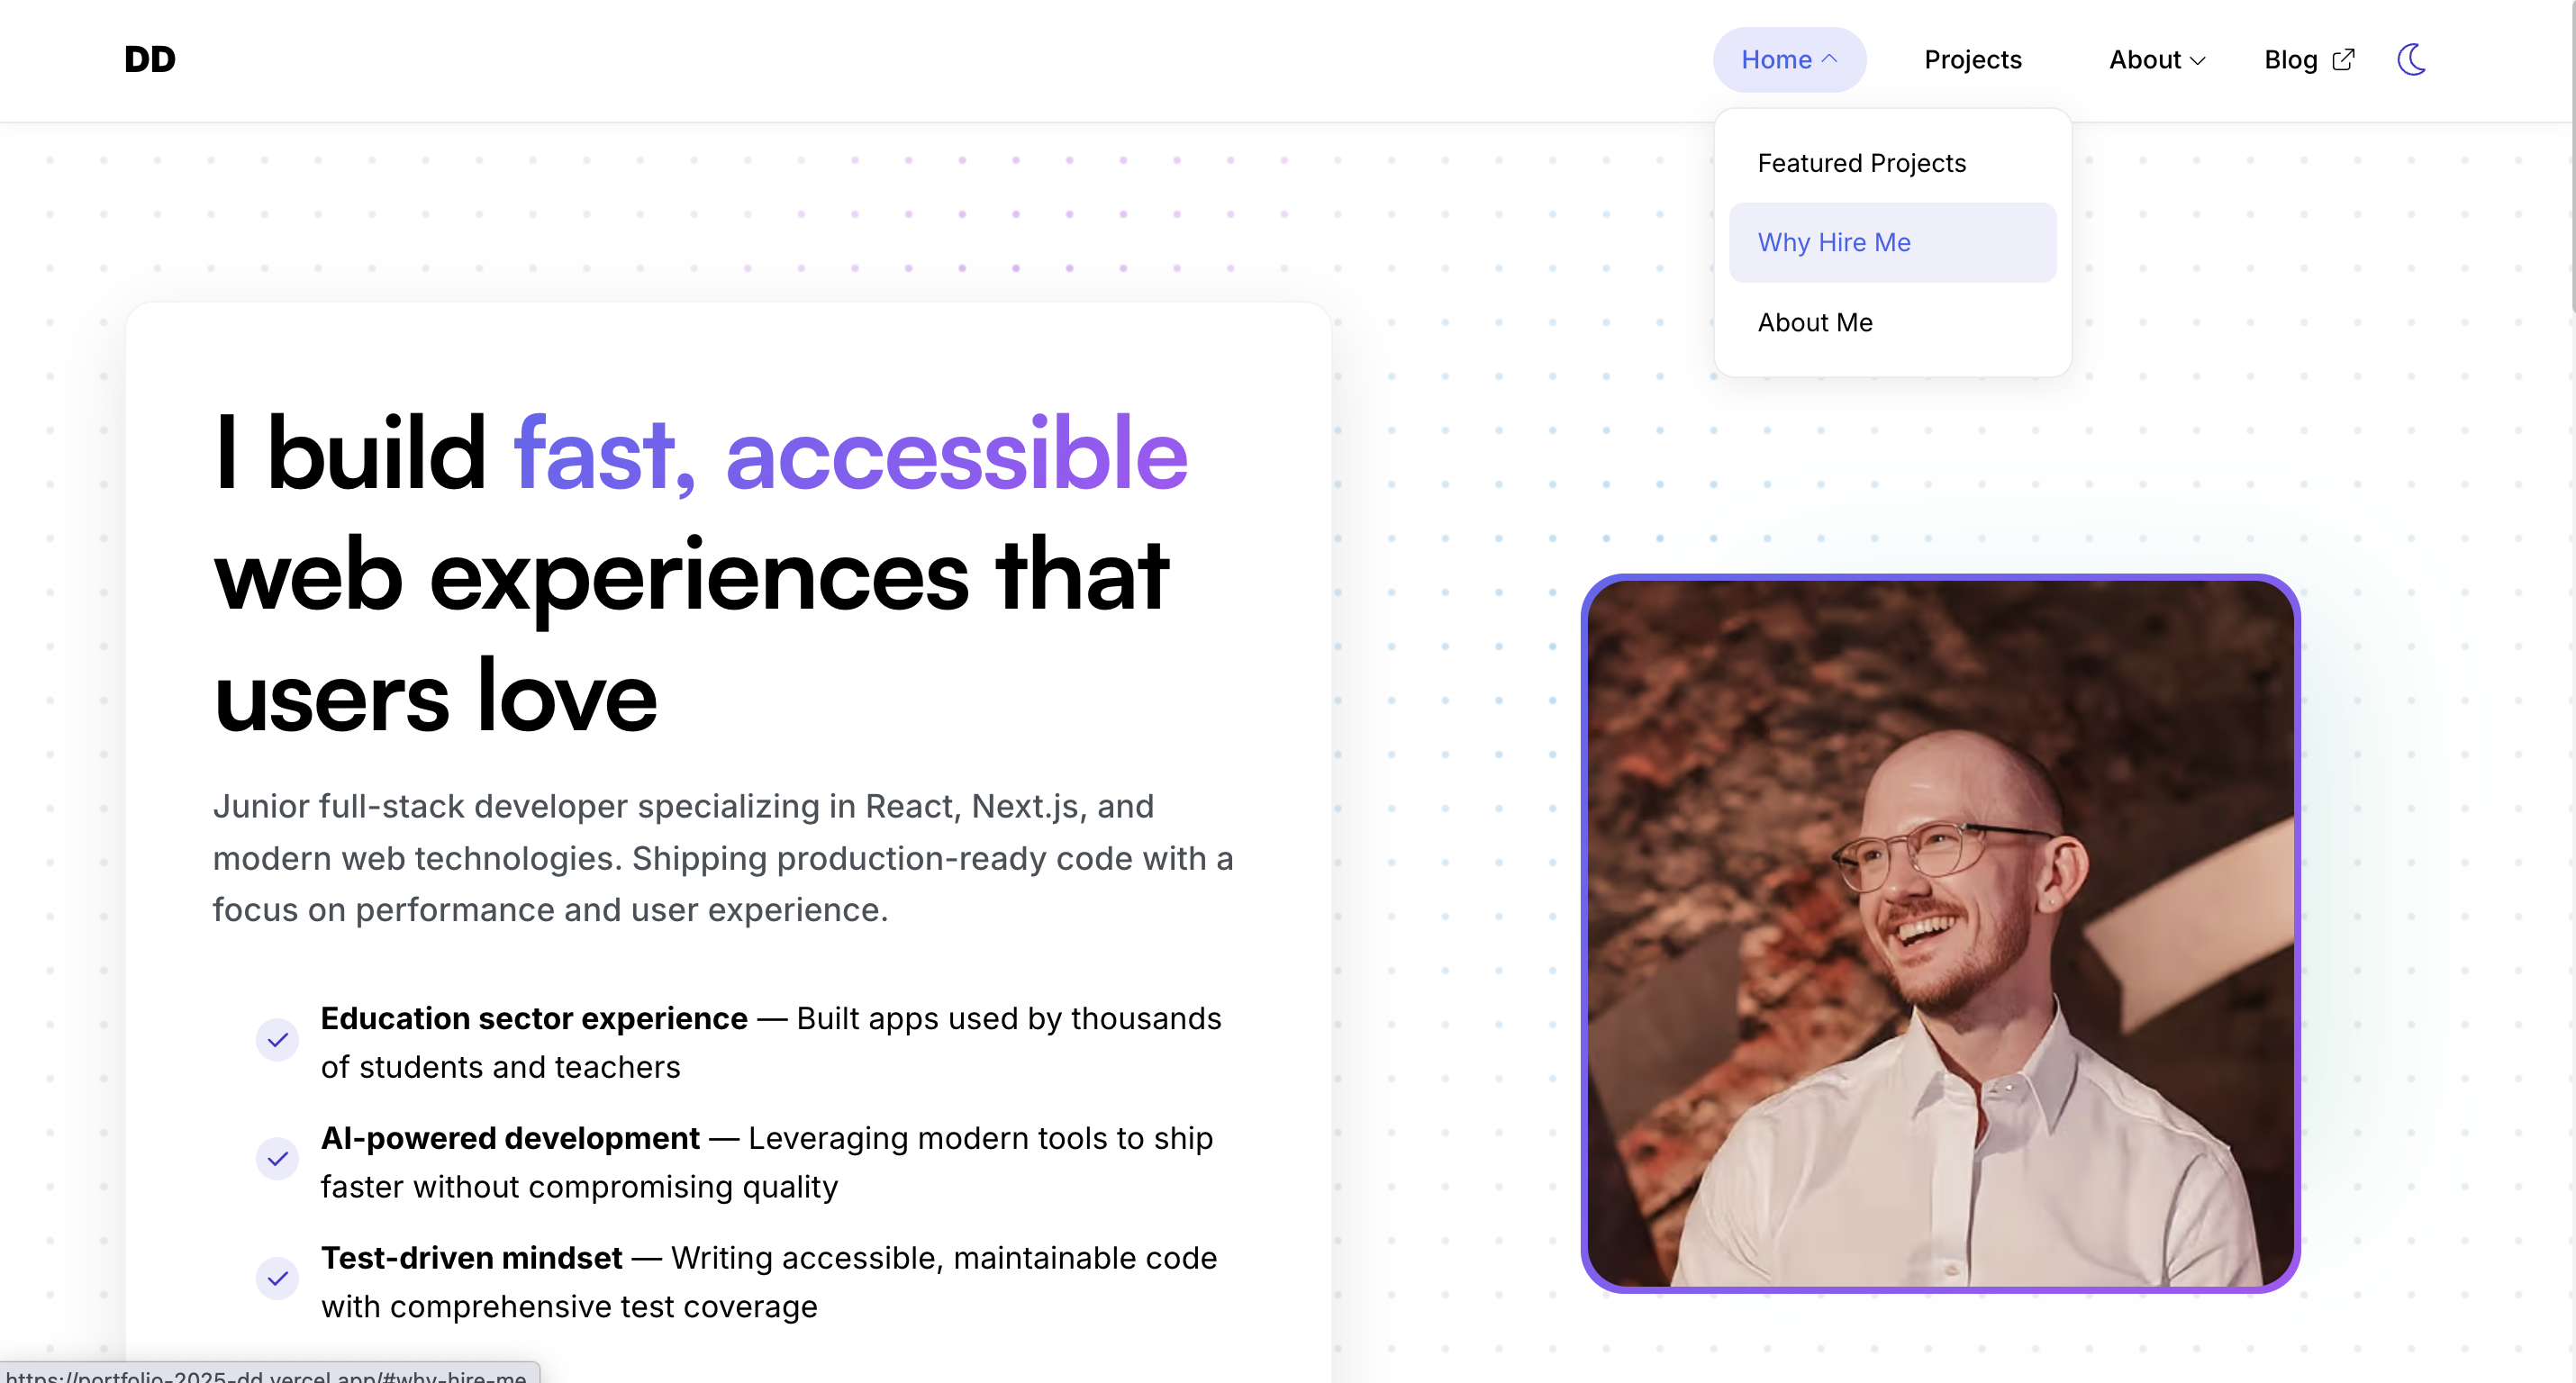 DD
Home
Projects
About
Blog
Featured Projects
Why Hire Me
About Me
I build fast, accessible
web experiences that
users love
Junior full-stack developer specializing in React, Next.js, and
modern web technologies. Shipping production-ready code with a
focus on performance and user experience.
Education sector experience — Built apps used by thousands
of students and teachers
AI-powered development — Leveraging modern tools to ship
faster without compromising quality
Test-driven mindset — Writing accessible, maintainable code
with comprehensive test coverage
https://portfolio-2025-dd.vercel.app/#why-hire-me